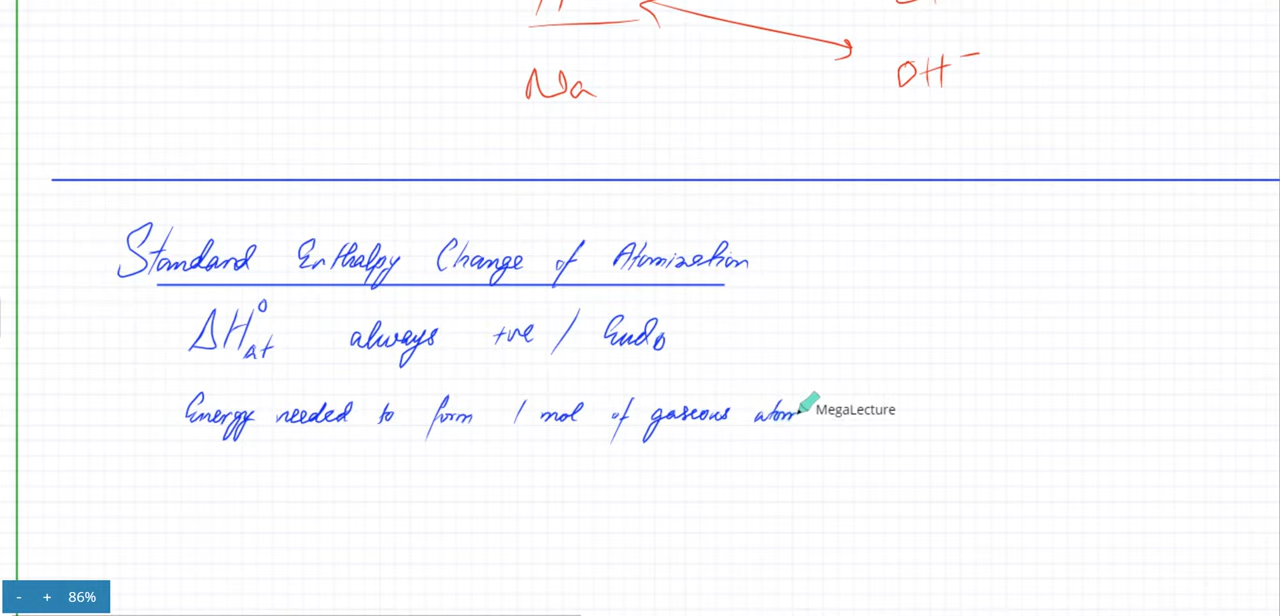 Na
OH⁻
Standard Enthalpy Change of Atomization
ΔH°at always +ve / Endo
Energy needed to form 1 mol of gaseous atom
MegaLecture
- + 86%